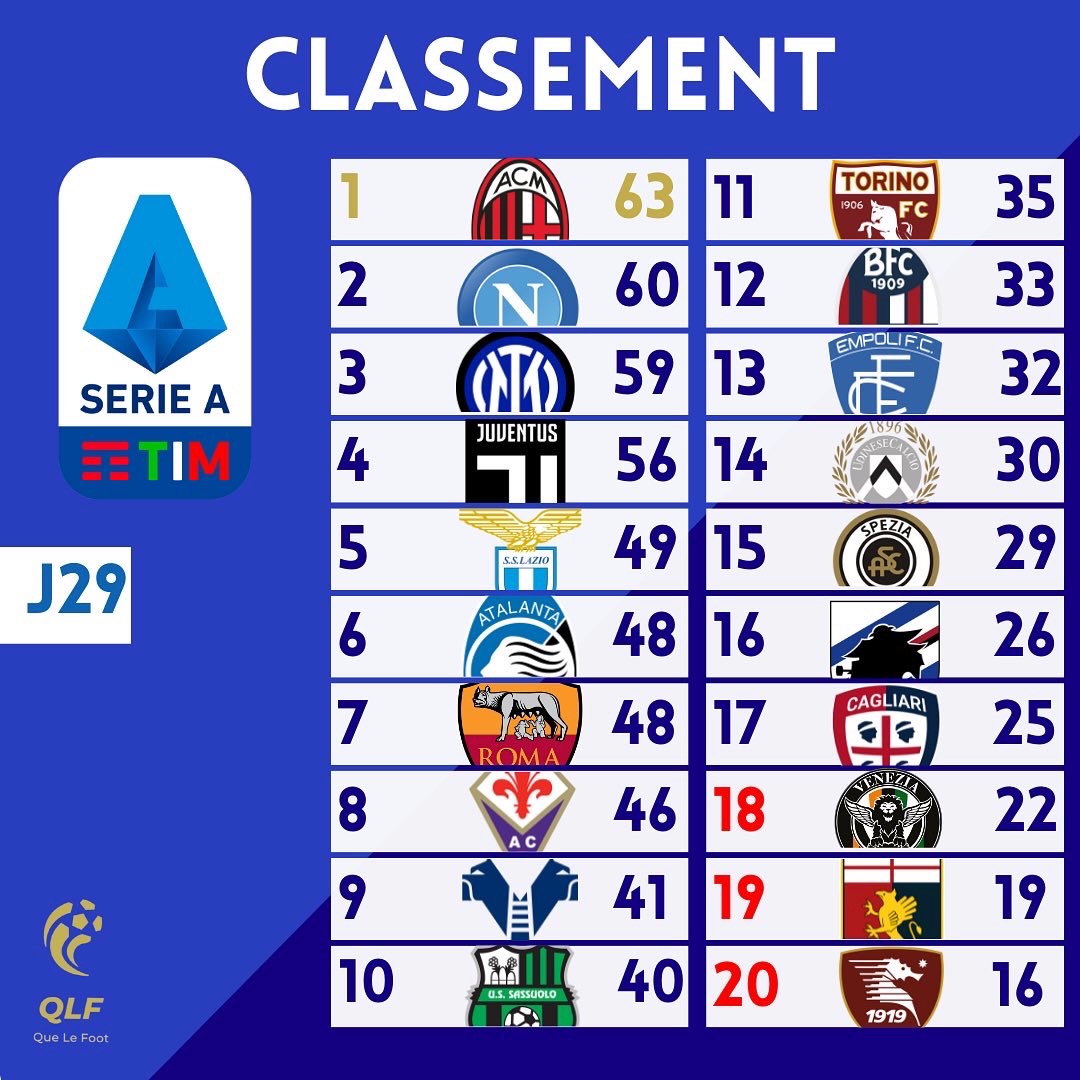 CLASSEMENT
SERIE A
TIM
J29
1 ACM 63
2 N 60
3 59
4 JUVENTUS 56
5 S.S.LAZIO 49
6 ATALANTA 48
7 ROMA 48
8 AC 46
9 41
10 U.S. SASSUOLO 40
11 TORINO 1906 FC 35
12 BFC 1909 33
13 EMPOLI F.C. 32
14 1896 UDINESE CALCIO 30
15 SPEZIA ASC 29
16 26
17 CAGLIARI 25
18 VENEZIA 22
19 19
20 1919 16
QLF
Que Le Foot